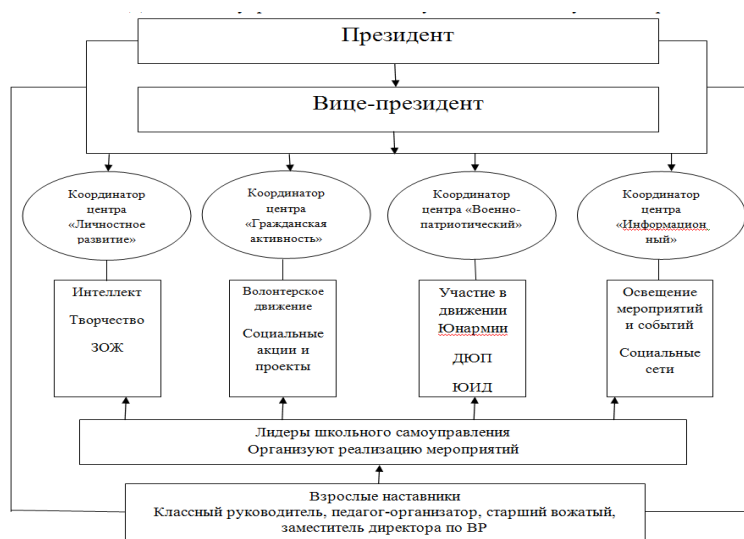 Президент
Вице-президент
Координатор
центра
«Личностное
развитие»
Координатор
центра
«Гражданская
активность»
Координатор
центра «Военно-
патриотический»
Координатор
центра
«Информацион
ный»
Интеллект
Творчество
ЗОЖ
Волонтерское
движение
Социальные
акции и
проекты
Участие в
движении
Юнармии
ДЮП
ЮИД
Освещение
мероприятий
и событий
Социальные
сети
Лидеры школьного самоуправления
Организуют реализацию мероприятий
Взрослые наставники
Классный руководитель, педагог-организатор, старший вожатый,
заместитель директора по ВР